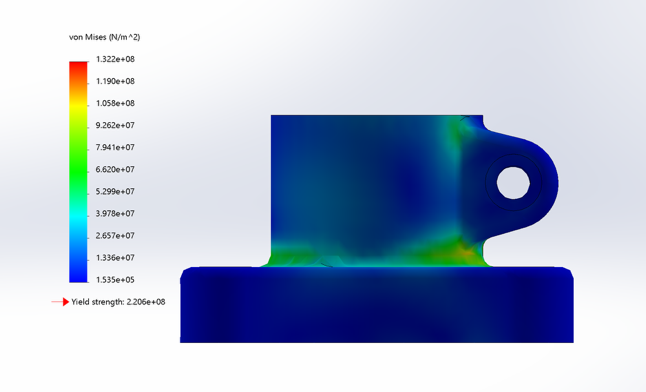 von Mises (N/m^2)
1.322e+08
1.190e+08
1.058e+08
9.262e+07
7.941e+07
6.620e+07
5.299e+07
3.978e+07
2.657e+07
1.336e+07
1.535e+05
Yield strength: 2.206e+08